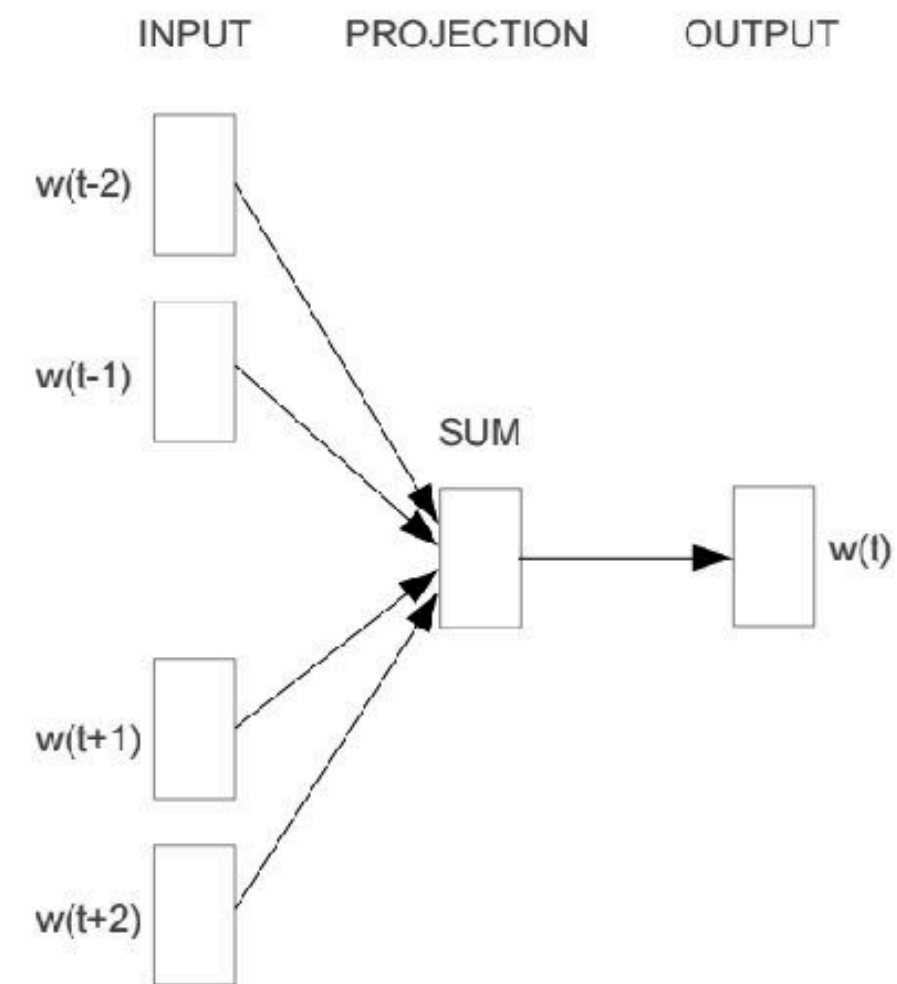 INPUT PROJECTION OUTPUT
w(t-2)
w(t-1)
SUM
w(t)
w(t+1)
w(t+2)